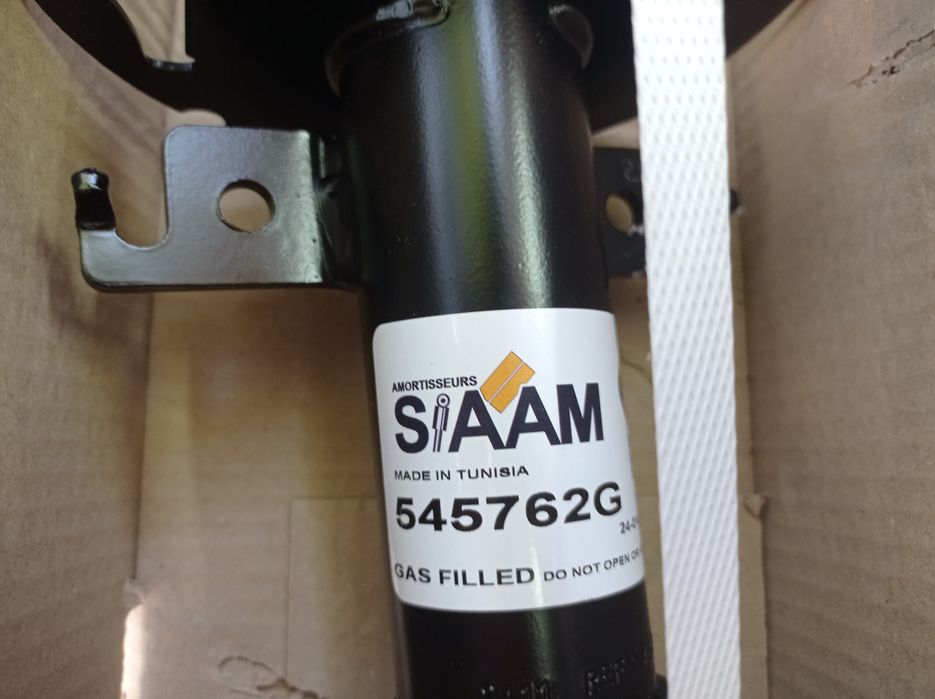 AMORTISSEURS
SiAAM
MADE IN TUNISIA
545762G
GAS FILLED DO NOT OPEN